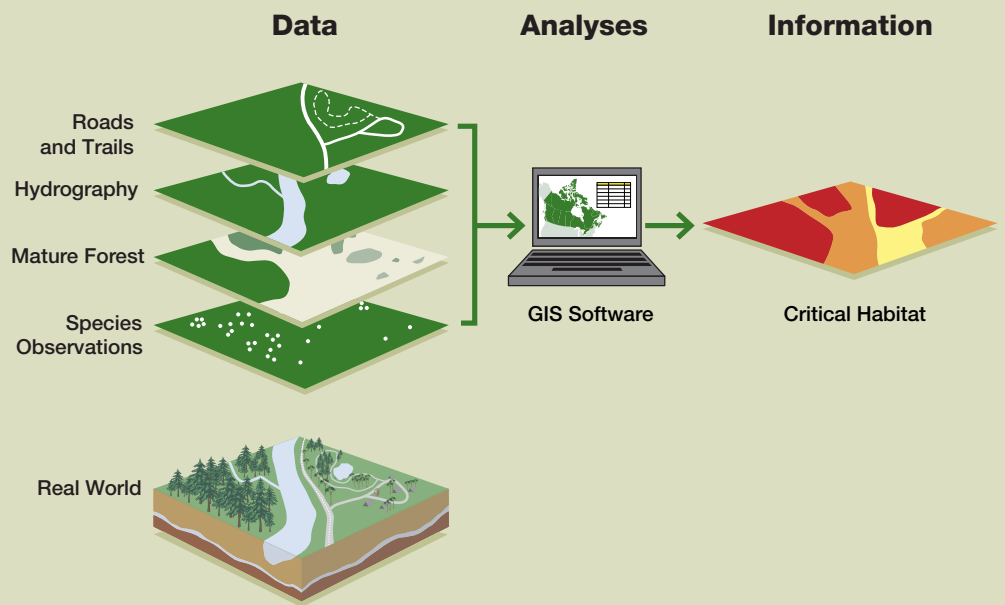 Data
Analyses
Information
Roads
and Trails
Hydrography
Mature Forest
Species
Observations
GIS Software
Critical Habitat
Real World